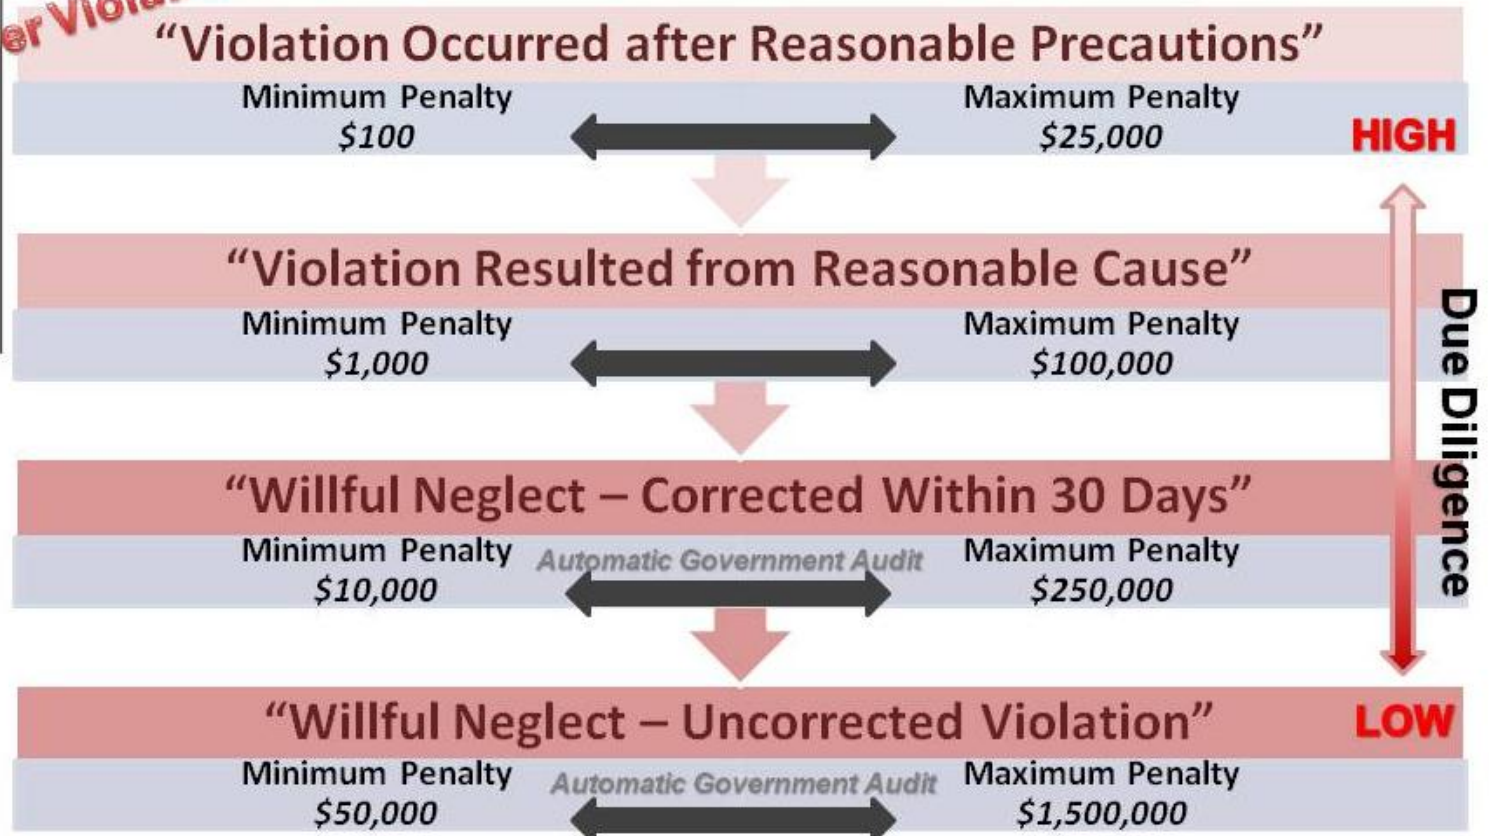 er Viola
“Violation Occurred after Reasonable Precautions”
Minimum Penalty
$100
Maximum Penalty
$25,000
HIGH
“Violation Resulted from Reasonable Cause”
Minimum Penalty
$1,000
Maximum Penalty
$100,000
Due Diligence
“Willful Neglect – Corrected Within 30 Days”
Minimum Penalty
$10,000
Automatic Government Audit
Maximum Penalty
$250,000
“Willful Neglect – Uncorrected Violation”
LOW
Minimum Penalty
$50,000
Automatic Government Audit
Maximum Penalty
$1,500,000